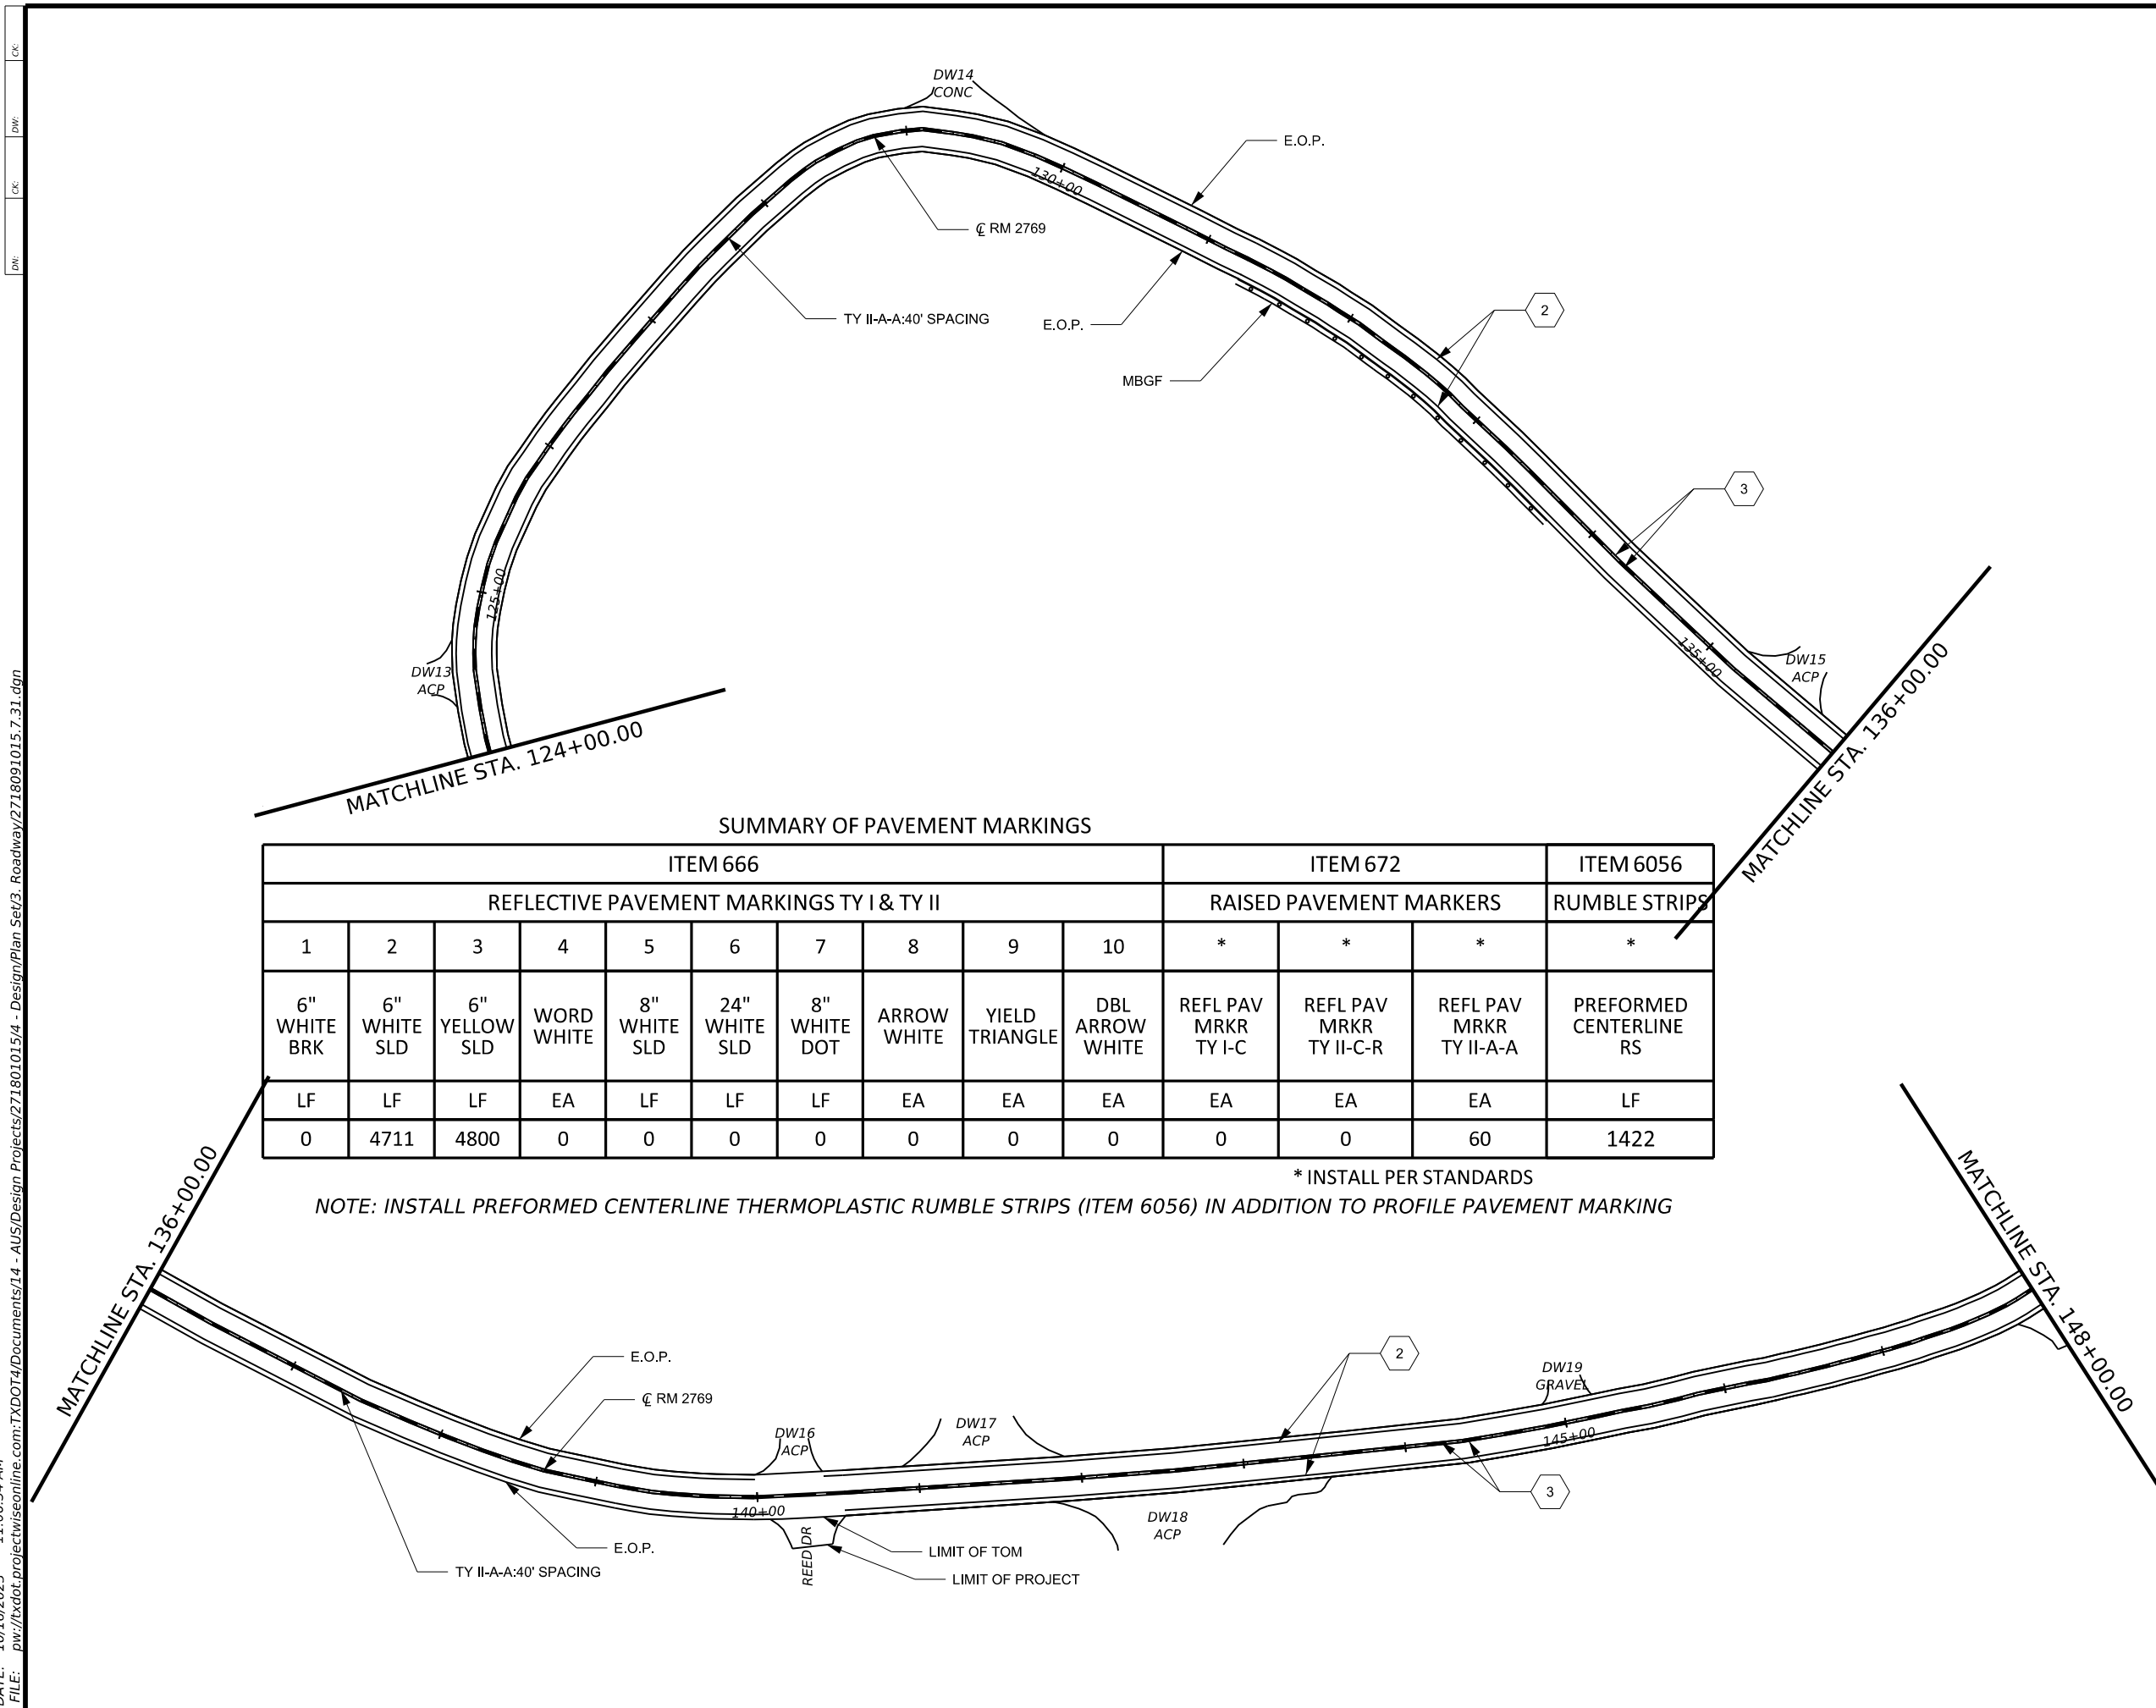 CK:
DW:
CK:
DN:
DW14
CONC
E.O.P.
130+00
℄ RM 2769
TY II-A-A:40' SPACING
E.O.P.
2
MBGF
3
125+00
DW13
ACP
135+00
DW15
ACP
MATCHLINE STA. 124+00.00
MATCHLINE STA. 136+00.00
SUMMARY OF PAVEMENT MARKINGS
ITEM 666 ITEM 672 ITEM 6056
REFLECTIVE PAVEMENT MARKINGS TY I & TY II RAISED PAVEMENT MARKERS RUMBLE STRIPS
1 2 3 4 5 6 7 8 9 10 * * * *
6" WHITE BRK
6" WHITE SLD
6" YELLOW SLD
WORD WHITE
8" WHITE SLD
24" WHITE SLD
8" WHITE DOT
ARROW WHITE
YIELD TRIANGLE
DBL ARROW WHITE
REFL PAV MRKR TY I-C
REFL PAV MRKR TY II-C-R
REFL PAV MRKR TY II-A-A
PREFORMED CENTERLINE RS
LF LF LF EA LF LF LF EA EA EA EA EA EA LF
0 4711 4800 0 0 0 0 0 0 0 0 0 60 1422
* INSTALL PER STANDARDS
NOTE: INSTALL PREFORMED CENTERLINE THERMOPLASTIC RUMBLE STRIPS (ITEM 6056) IN ADDITION TO PROFILE PAVEMENT MARKING
MATCHLINE STA. 136+00.00
MATCHLINE STA. 148+00.00
E.O.P.
℄ RM 2769
DW16
ACP
DW17
ACP
2
DW19
GRAVEL
145+00
3
140+00
REED DR
DW18
ACP
E.O.P.
TY II-A-A:40' SPACING
LIMIT OF TOM
LIMIT OF PROJECT
DATE:
FILE: pw://txdot.projectwiseonline.com:TXDOT4/Documents/14 - AUS/Design Projects/271801015/4 - Design/Plan Set/3. Roadway/2718091015.7.31.dgn